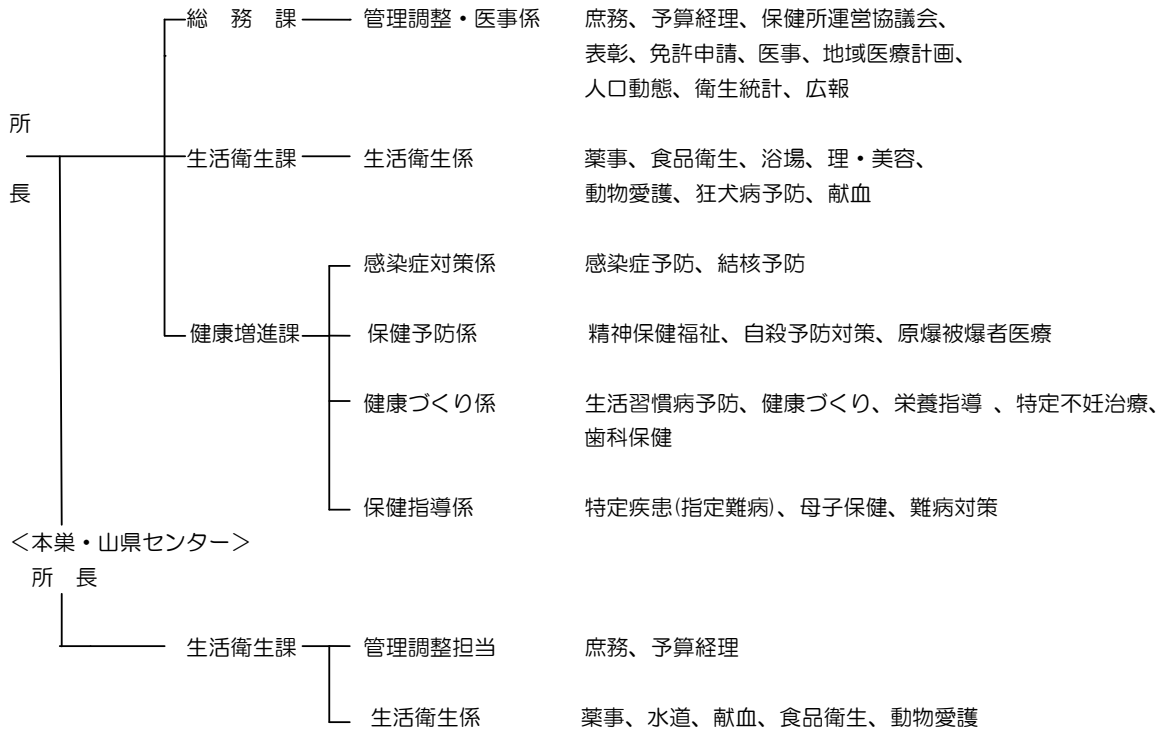 総　務　課 管理調整・医事係 庶務、予算経理、保健所運営協議会、
表彰、免許申請、医事、地域医療計画、
人口動態、衛生統計、広報
所
生活衛生課 生活衛生係 薬事、食品衛生、浴場、理・美容、
長 動物愛護、狂犬病予防、献血
感染症対策係 感染症予防、結核予防
健康増進課 保健予防係 精神保健福祉、自殺予防対策、原爆被爆者医療
健康づくり係 生活習慣病予防、健康づくり、栄養指導 、特定不妊治療、
歯科保健
保健指導係 特定疾患(指定難病)、母子保健、難病対策
＜本巣・山県センター＞
所　長
生活衛生課 管理調整担当 庶務、予算経理
生活衛生係 薬事、水道、献血、食品衛生、動物愛護